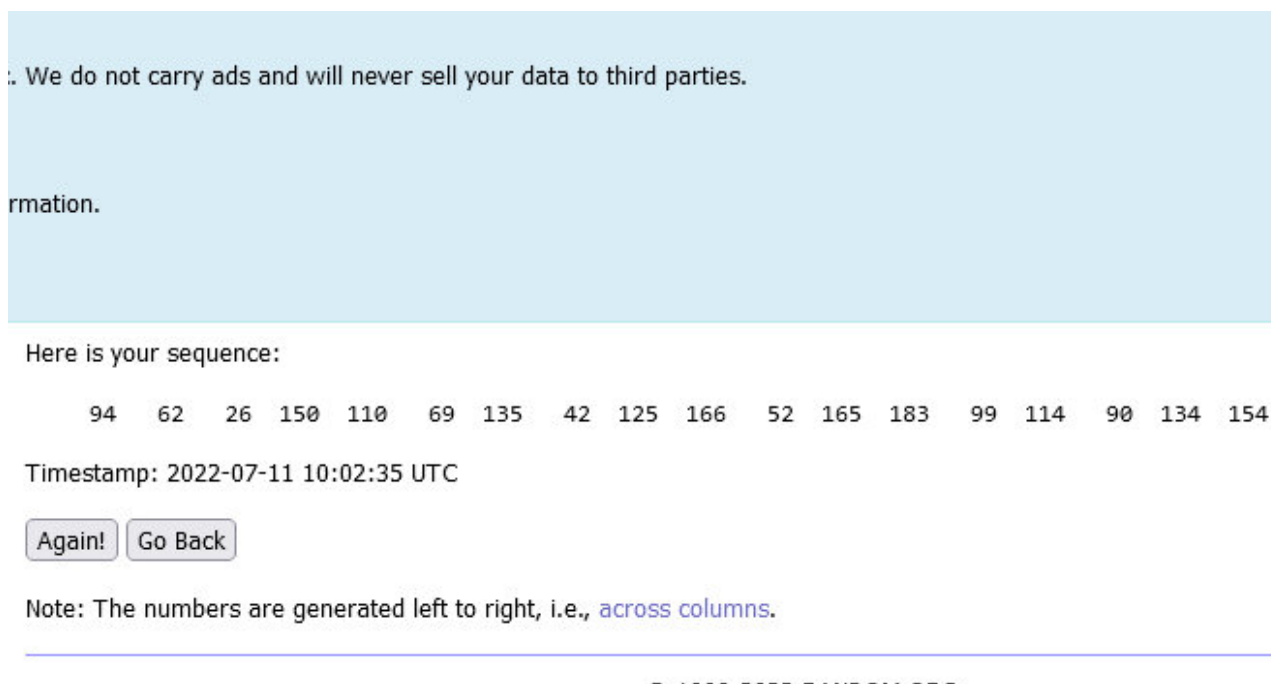 . We do not carry ads and will never sell your data to third parties.
rmation.
Here is your sequence:
94 62 26 150 110 69 135 42 125 166 52 165 183 99 114 90 134 154
Timestamp: 2022-07-11 10:02:35 UTC
Again! Go Back
Note: The numbers are generated left to right, i.e., across columns.